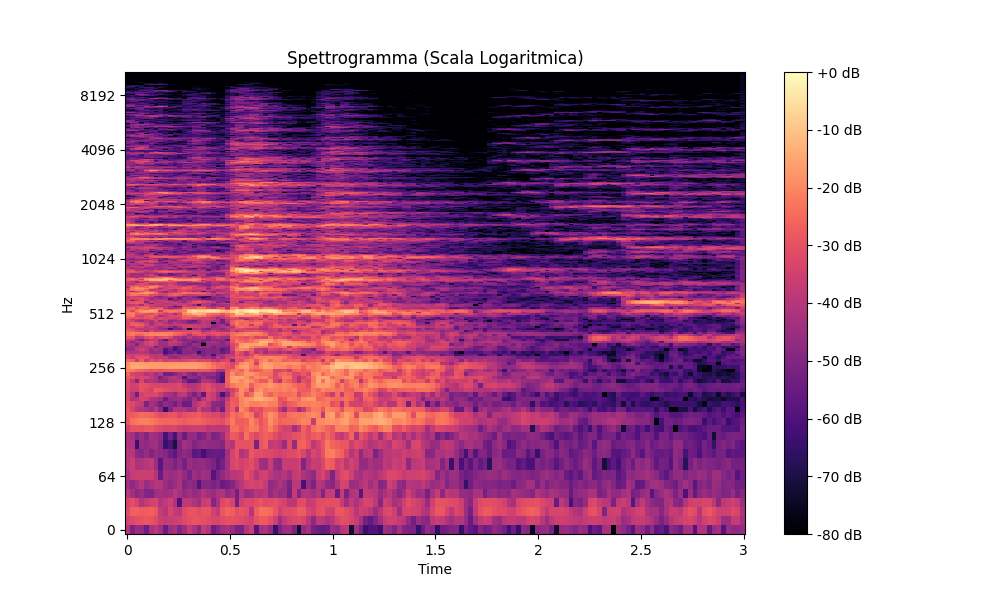 Spettrogramma (Scala Logaritmica)
Hz
8192
4096
2048
1024
512
256
128
64
0
0 0.5 1 1.5 2 2.5 3
Time
+0 dB
-10 dB
-20 dB
-30 dB
-40 dB
-50 dB
-60 dB
-70 dB
-80 dB